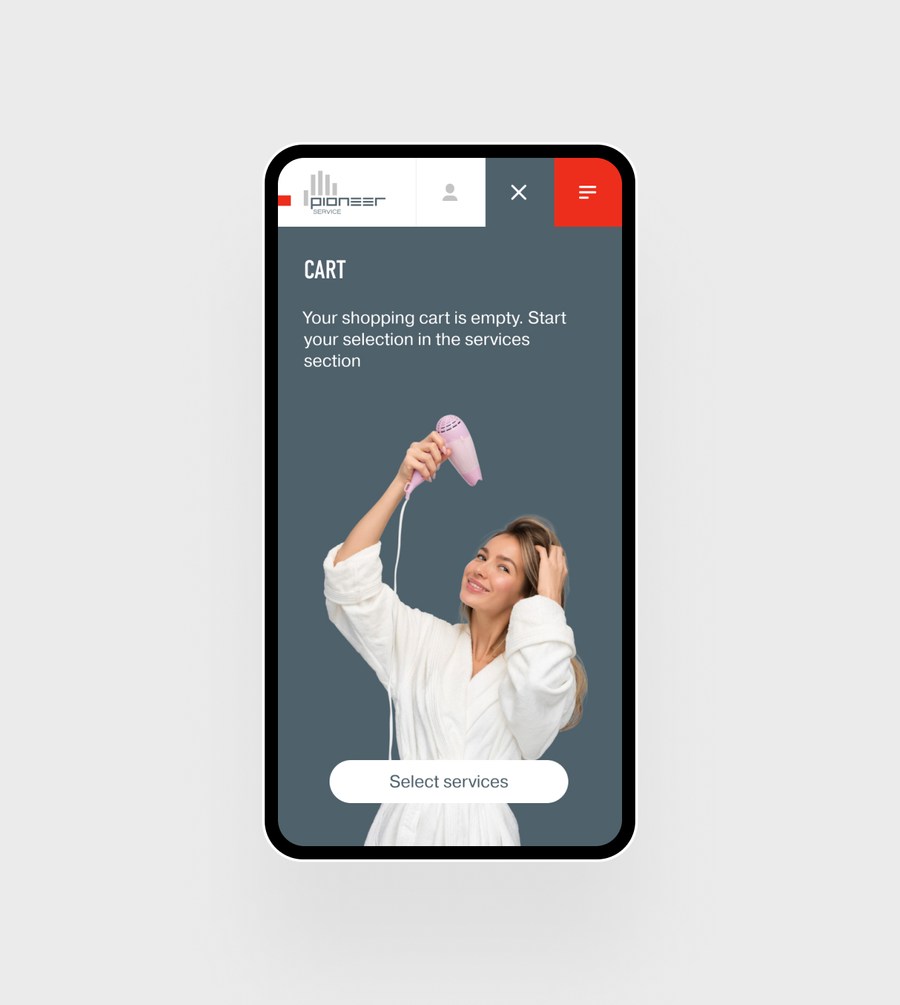 pioneer
SERVICE
CART
Your shopping cart is empty. Start
your selection in the services
section
Select services